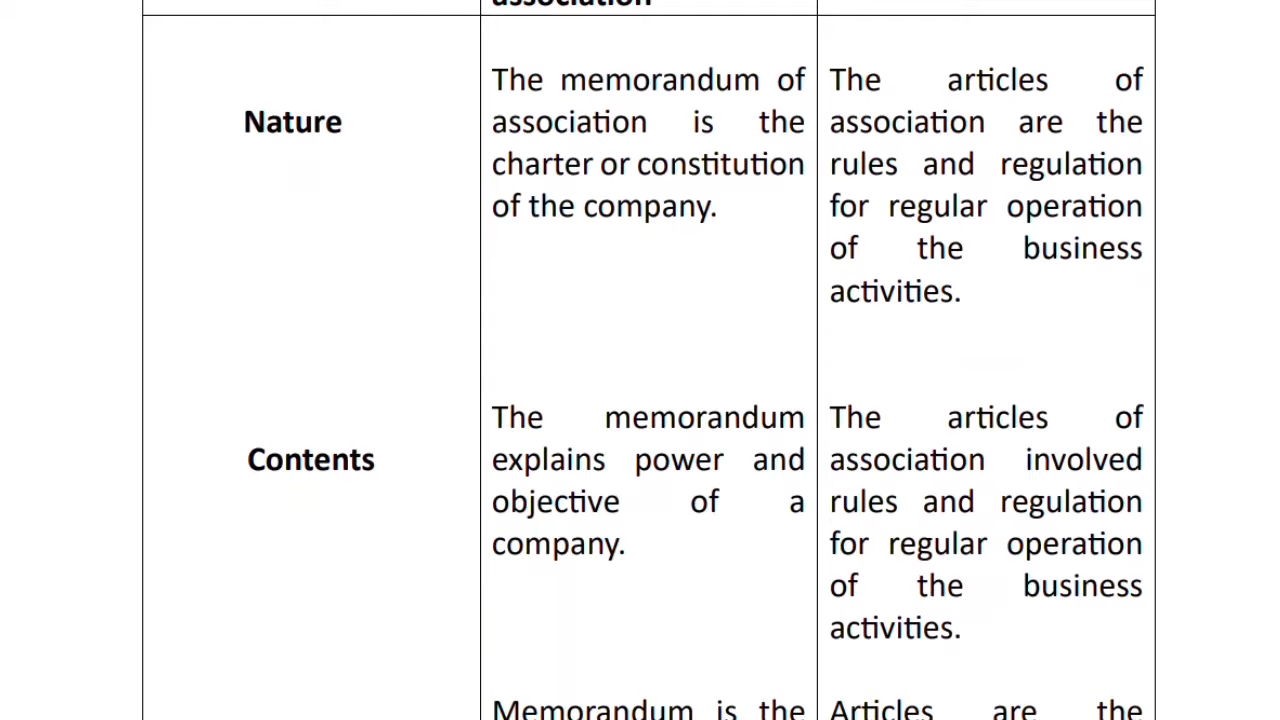 association
Nature
The memorandum of
association is the
charter or constitution
of the company.
The articles of
association are the
rules and regulation
for regular operation
of the business
activities.
Contents
The memorandum
explains power and
objective of a
company.
The articles of
association involved
rules and regulation
for regular operation
of the business
activities.
Memorandum is the
Articles are the